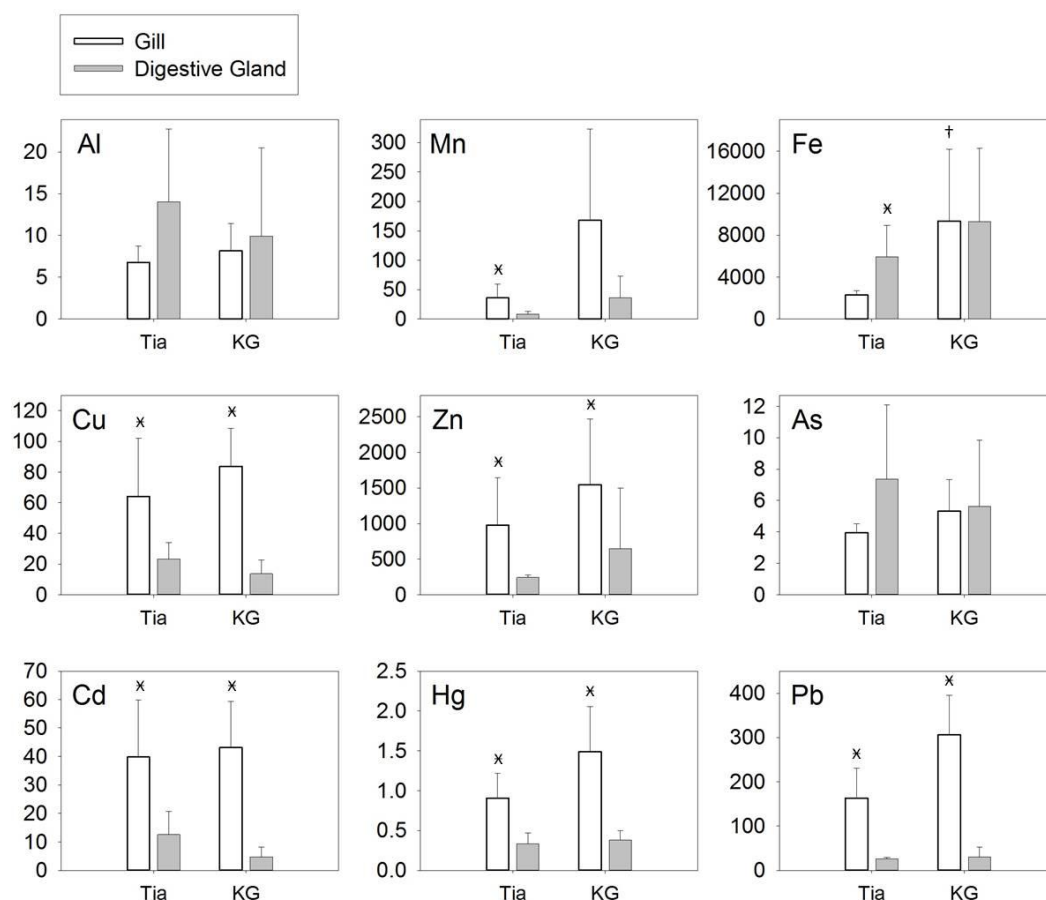 Gill
Digestive Gland
Al
20
15
10
5
0
Tia KG
Mn
300
250
200
150
100
50
0
ӿ
Tia KG
Fe
16000
12000
8000
4000
0
ӿ
†
Tia KG
Cu
120
100
80
60
40
20
0
ӿ
ӿ
Tia KG
Zn
2500
2000
1500
1000
500
0
ӿ
ӿ
Tia KG
As
12
10
8
6
4
2
0
Tia KG
Cd
70
60
50
40
30
20
10
0
ӿ
ӿ
Tia KG
Hg
2.5
2.0
1.5
1.0
0.5
0.0
ӿ
ӿ
Tia KG
Pb
400
300
200
100
0
ӿ
ӿ
Tia KG